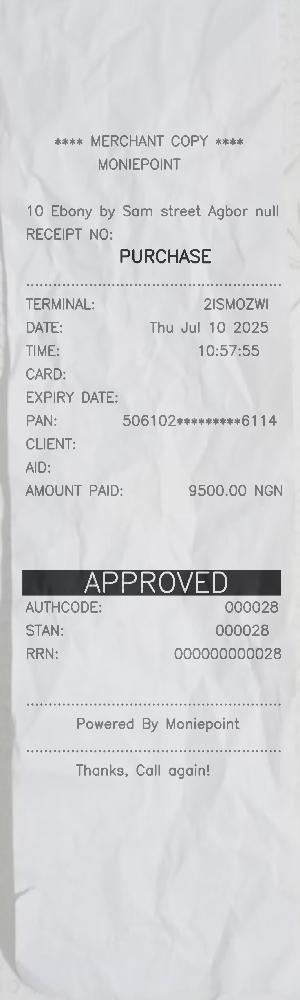 **** MERCHANT COPY ****
MONIEPOINT
10 Ebony by Sam street Agbor null
RECEIPT NO:
PURCHASE
TERMINAL: 2ISMOZWI
DATE: Thu Jul 10 2025
TIME: 10:57:55
CARD:
EXPIRY DATE:
PAN: 506102*********6114
CLIENT:
AID:
AMOUNT PAID: 9500.00 NGN
APPROVED
AUTHCODE: 000028
STAN: 000028
RRN: 000000000028
Powered By Moniepoint
Thanks, Call again!